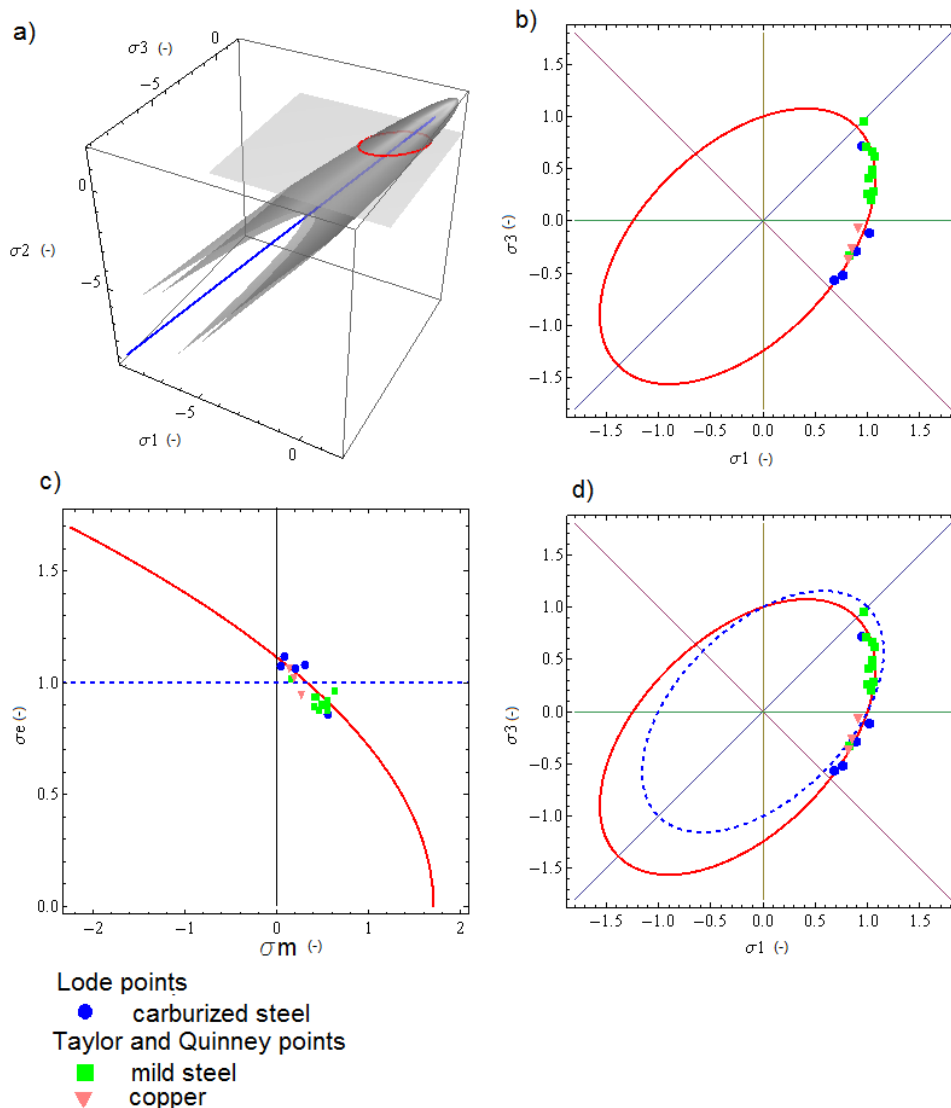 a)
σ3 (-)
0
−5
0
σ2 (-)
−5
−5
σ1 (-)
0
b)
1.5
1.0
0.5
σ3 (-)
0.0
−0.5
−1.0
−1.5
−1.5 −1.0 −0.5 0.0 0.5 1.0 1.5
σ1 (-)
c)
1.5
1.0
σe (-)
0.5
0.0
−2 −1 0 1 2
σm (-)
d)
1.5
1.0
0.5
σ3 (-)
0.0
−0.5
−1.0
−1.5
−1.5 −1.0 −0.5 0.0 0.5 1.0 1.5
σ1 (-)
Lode points
carburized steel
Taylor and Quinney points
mild steel
copper